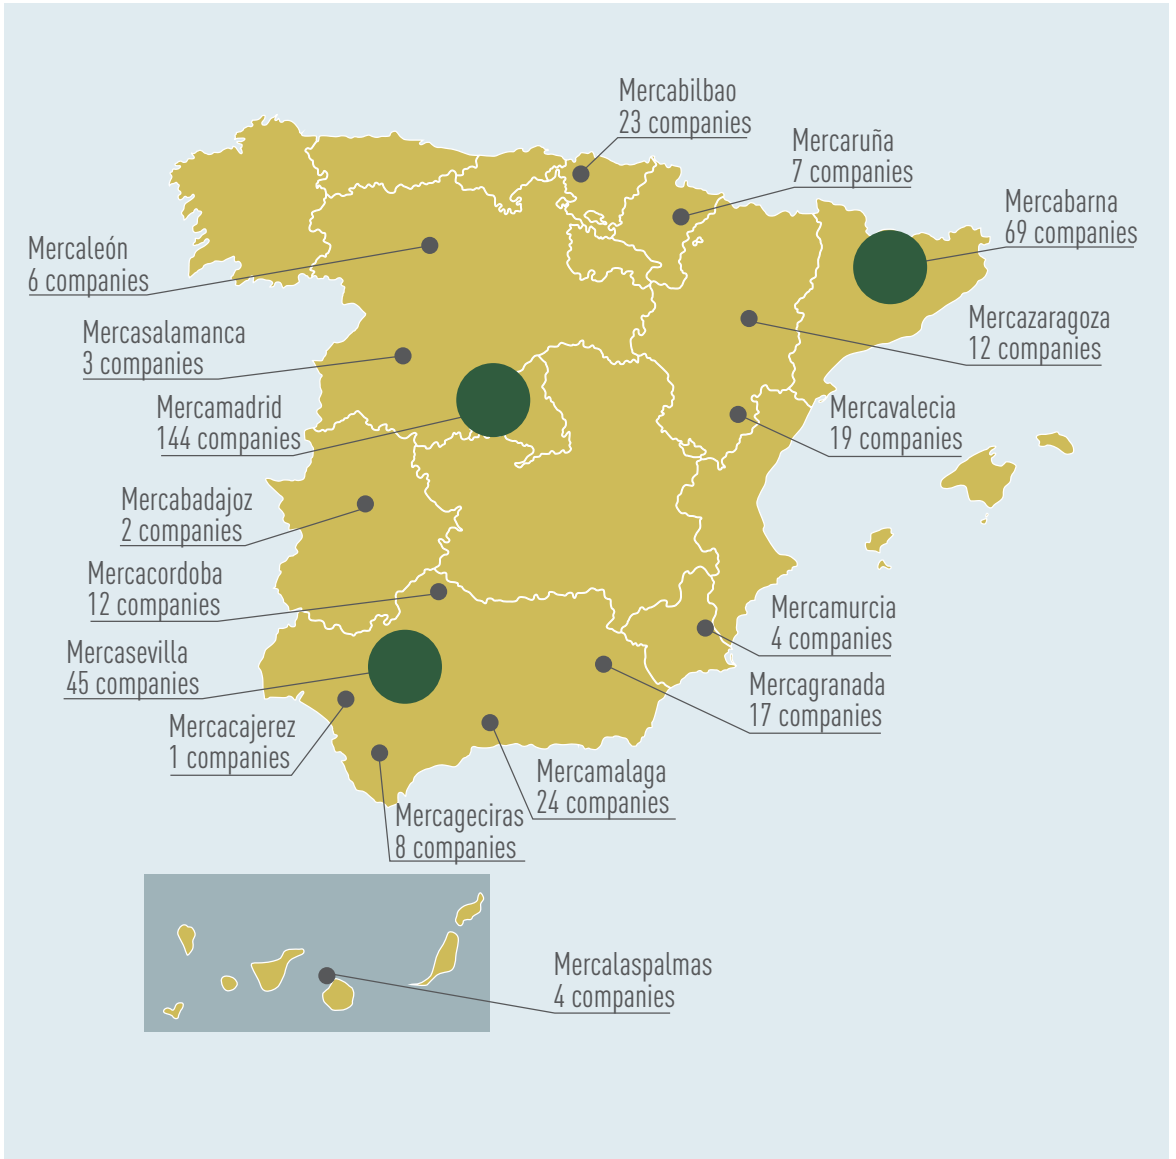 Mercabilbao
23 companies
Mercaruña
7 companies
Mercabarna
69 companies
Mercaleón
6 companies
Mercasalamanca
3 companies
Mercazaragoza
12 companies
Mercamadrid
144 companies
Mercavalecia
19 companies
Mercabadajoz
2 companies
Mercacordoba
12 companies
Mercamurcia
4 companies
Mercasevilla
45 companies
Mercagranada
17 companies
Mercacajerez
1 companies
Mercamalaga
24 companies
Mercageciras
8 companies
Mercalaspalmas
4 companies